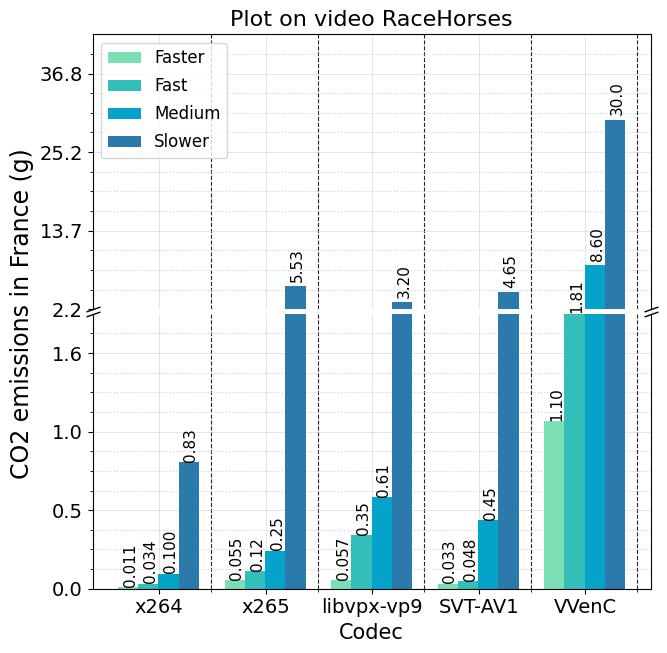 Plot on video RaceHorses
Faster
Fast
Medium
Slower
CO2 emissions in France (g)
36.8
25.2
13.7
2.2
1.6
1.0
0.5
0.0
0.011
0.034
0.100
0.83
0.055
0.12
0.25
5.53
0.057
0.35
0.61
3.20
0.033
0.048
0.45
4.65
1.10
1.81
8.60
30.0
x264
x265
libvpx-vp9
SVT-AV1
VVenC
Codec